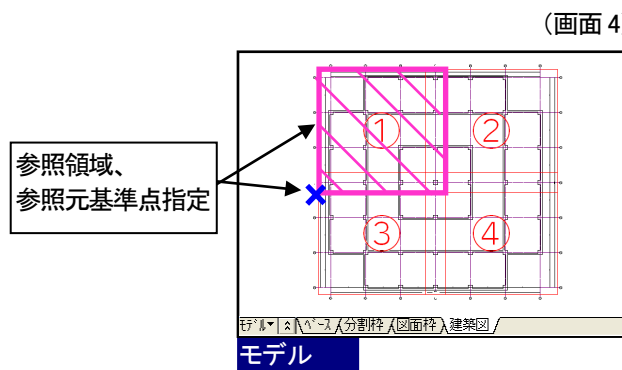 （画面 4
① ②
参照領域、
参照元基準点指定
③ ④
ﾓﾃﾞﾙ ﾍﾞｰｽ 分割枠 図面枠 建築図
モデル